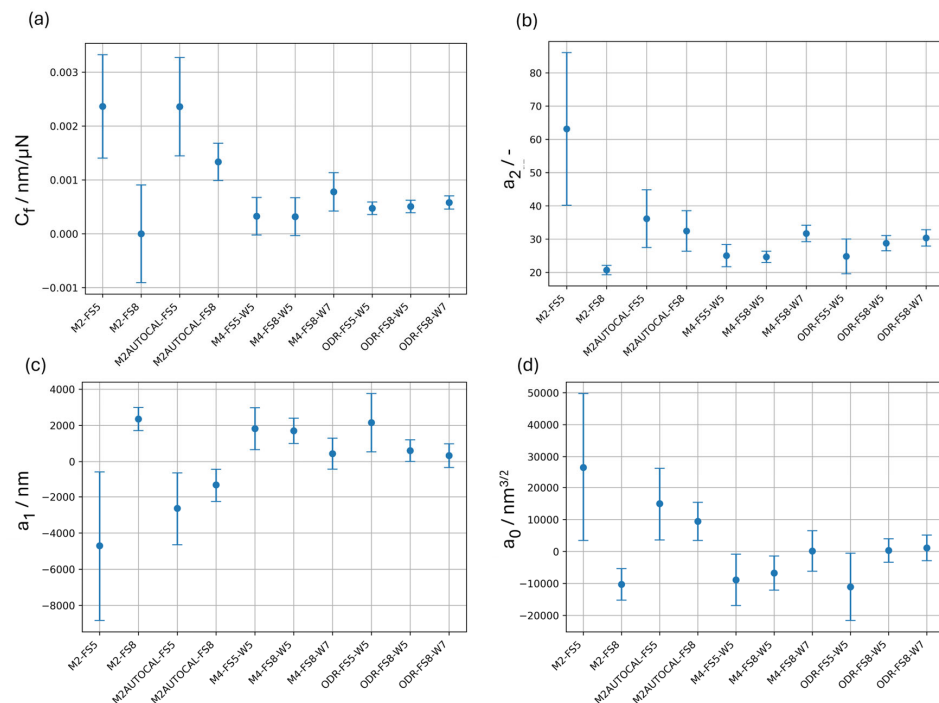 (a)
C_f / nm/µN
0.003
0.002
0.001
0.000
−0.001
M2-FS5
M2-FS8
M2AUTOCAL-FS5
M2AUTOCAL-FS8
M4-FS5-W5
M4-FS8-W5
M4-FS8-W7
ODR-FS5-W5
ODR-FS8-W5
ODR-FS8-W7
(b)
a_2 / -
80
70
60
50
40
30
20
M2-FS5
M2-FS8
M2AUTOCAL-FS5
M2AUTOCAL-FS8
M4-FS5-W5
M4-FS8-W5
M4-FS8-W7
ODR-FS5-W5
ODR-FS8-W5
ODR-FS8-W7
(c)
a_1 / nm
4000
2000
0
−2000
−4000
−6000
−8000
M2-FS5
M2-FS8
M2AUTOCAL-FS5
M2AUTOCAL-FS8
M4-FS5-W5
M4-FS8-W5
M4-FS8-W7
ODR-FS5-W5
ODR-FS8-W5
ODR-FS8-W7
(d)
a_0 / nm^{3/2}
50000
40000
30000
20000
10000
0
−10000
−20000
M2-FS5
M2-FS8
M2AUTOCAL-FS5
M2AUTOCAL-FS8
M4-FS5-W5
M4-FS8-W5
M4-FS8-W7
ODR-FS5-W5
ODR-FS8-W5
ODR-FS8-W7